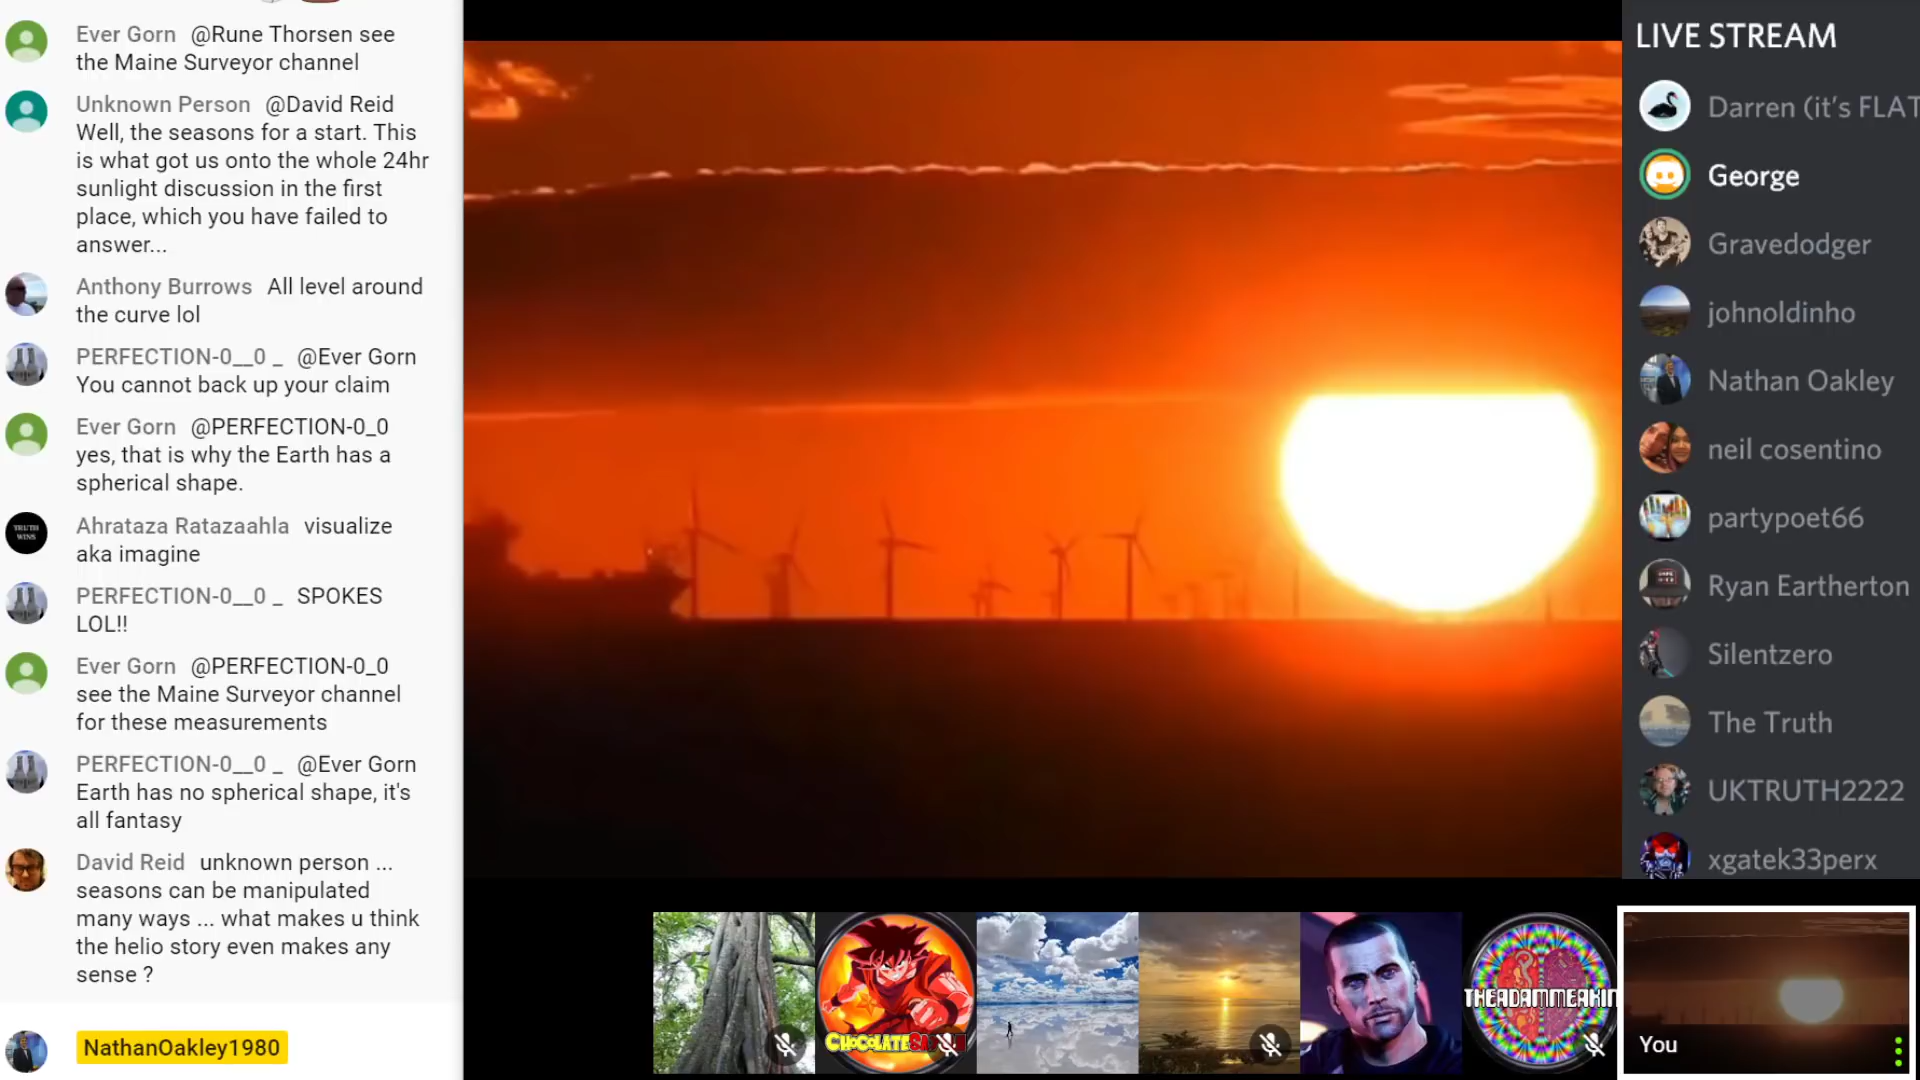 Ever Gorn @Rune Thorsen see
the Maine Surveyor channel
Unknown Person @David Reid
Well, the seasons for a start. This
is what got us onto the whole 24hr
sunlight discussion in the first
place, which you have failed to
answer...
Anthony Burrows All level around
the curve lol
PERFECTION-0__0 _ @Ever Gorn
You cannot back up your claim
Ever Gorn @PERFECTION-0_0
yes, that is why the Earth has a
spherical shape.
TRUTH
WINS
Ahrataza Ratazaahla visualize
aka imagine
PERFECTION-0__0 _ SPOKES
LOL!!
Ever Gorn @PERFECTION-0_0
see the Maine Surveyor channel
for these measurements
PERFECTION-0__0 _ @Ever Gorn
Earth has no spherical shape, it's
all fantasy
David Reid unknown person ...
seasons can be manipulated
many ways ... what makes u think
the helio story even makes any
sense ?
NathanOakley1980
CHOCOLATE
THEADAMMEAKIN
You
LIVE STREAM
Darren (it's FLAT
George
Gravedodger
johnoldinho
Nathan Oakley
neil cosentino
partypoet66
Ryan Eartherton
Silentzero
The Truth
UKTRUTH2222
xgatek33perx